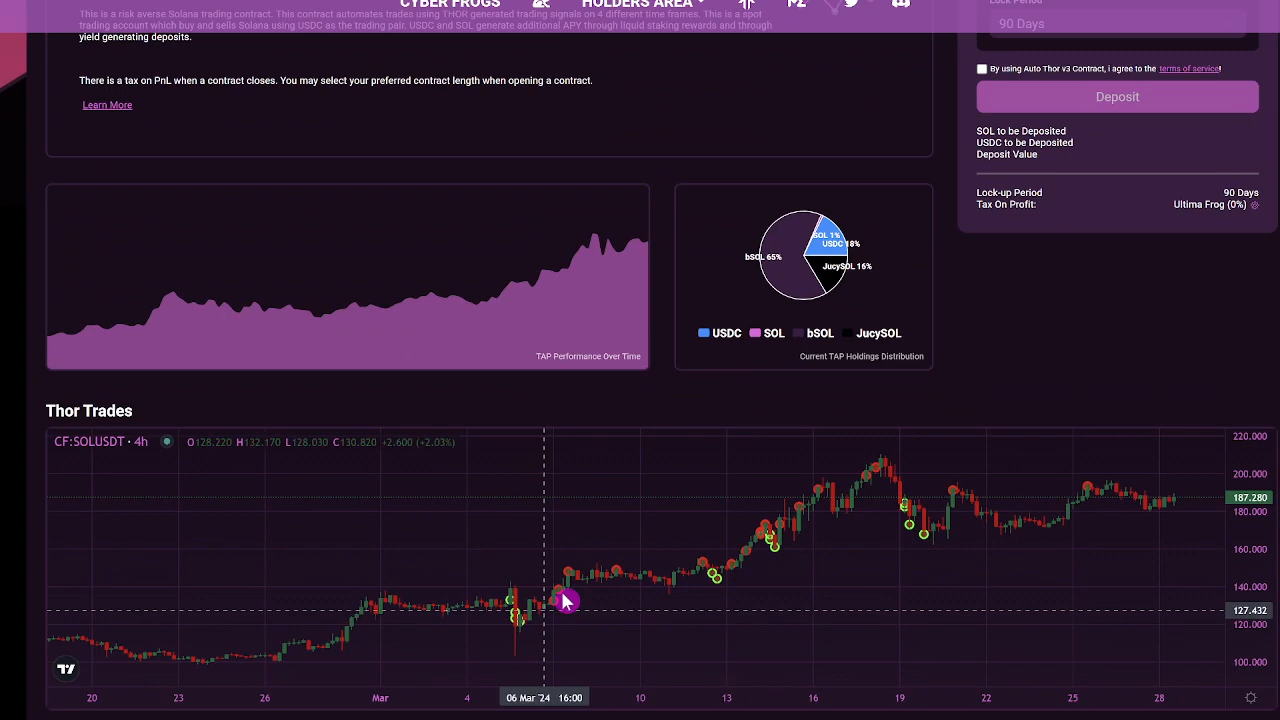 CYBER FROGS
HOLDERS AREA
ME
This is a risk averse Solana trading contract. This contract automates trades using THOR generated trading signals on 4 different time frames. This is a spot
trading account which buy and sells Solana using USDC as the trading pair. USDC and SOL generate additional APY through liquid staking rewards and through
yield generating deposits.
There is a tax on PnL when a contract closes. You may select your preferred contract length when opening a contract.
Learn More
Lock Period
90 Days
By using Auto Thor v3 Contract, i agree to the terms of service!
Deposit
SOL to be Deposited
USDC to be Deposited
Deposit Value
Lock-up Period 90 Days
Tax On Profit: Ultima Frog (0%)
TAP Performance Over Time
SOL 1%
USDC 18%
bSOL 65%
JucySOL 16%
USDC SOL bSOL JucySOL
Current TAP Holdings Distribution
Thor Trades
CF:SOLUSDT · 4h O128.220 H132.170 L128.030 C130.820 +2.600 (+2.03%)
220.000
200.000
187.280
180.000
160.000
140.000
127.432
120.000
100.000
20 23 26 Mar 4 06 Mar '24 16:00 10 13 16 19 22 25 28